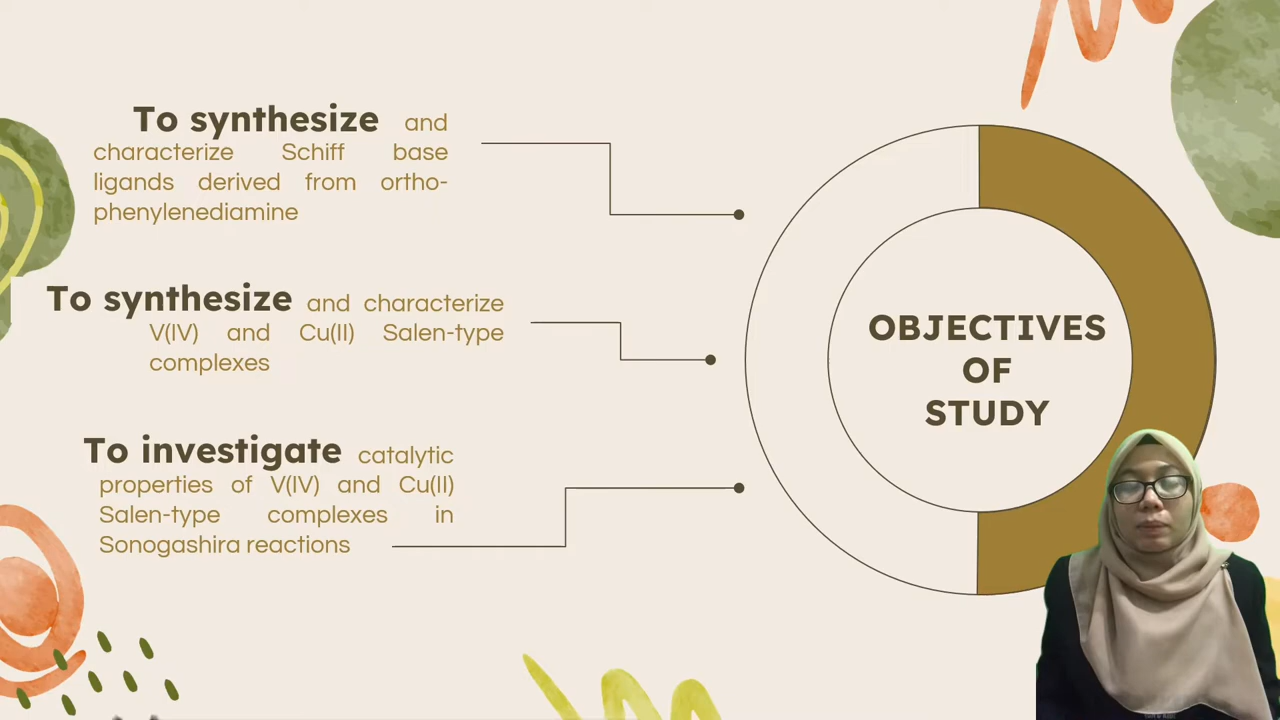 To synthesize and
characterize Schiff base
ligands derived from ortho-
phenylenediamine
To synthesize and characterize
V(IV) and Cu(II) Salen-type
complexes
To investigate catalytic
properties of V(IV) and Cu(II)
Salen-type complexes in
Sonogashira reactions
OBJECTIVES
OF
STUDY